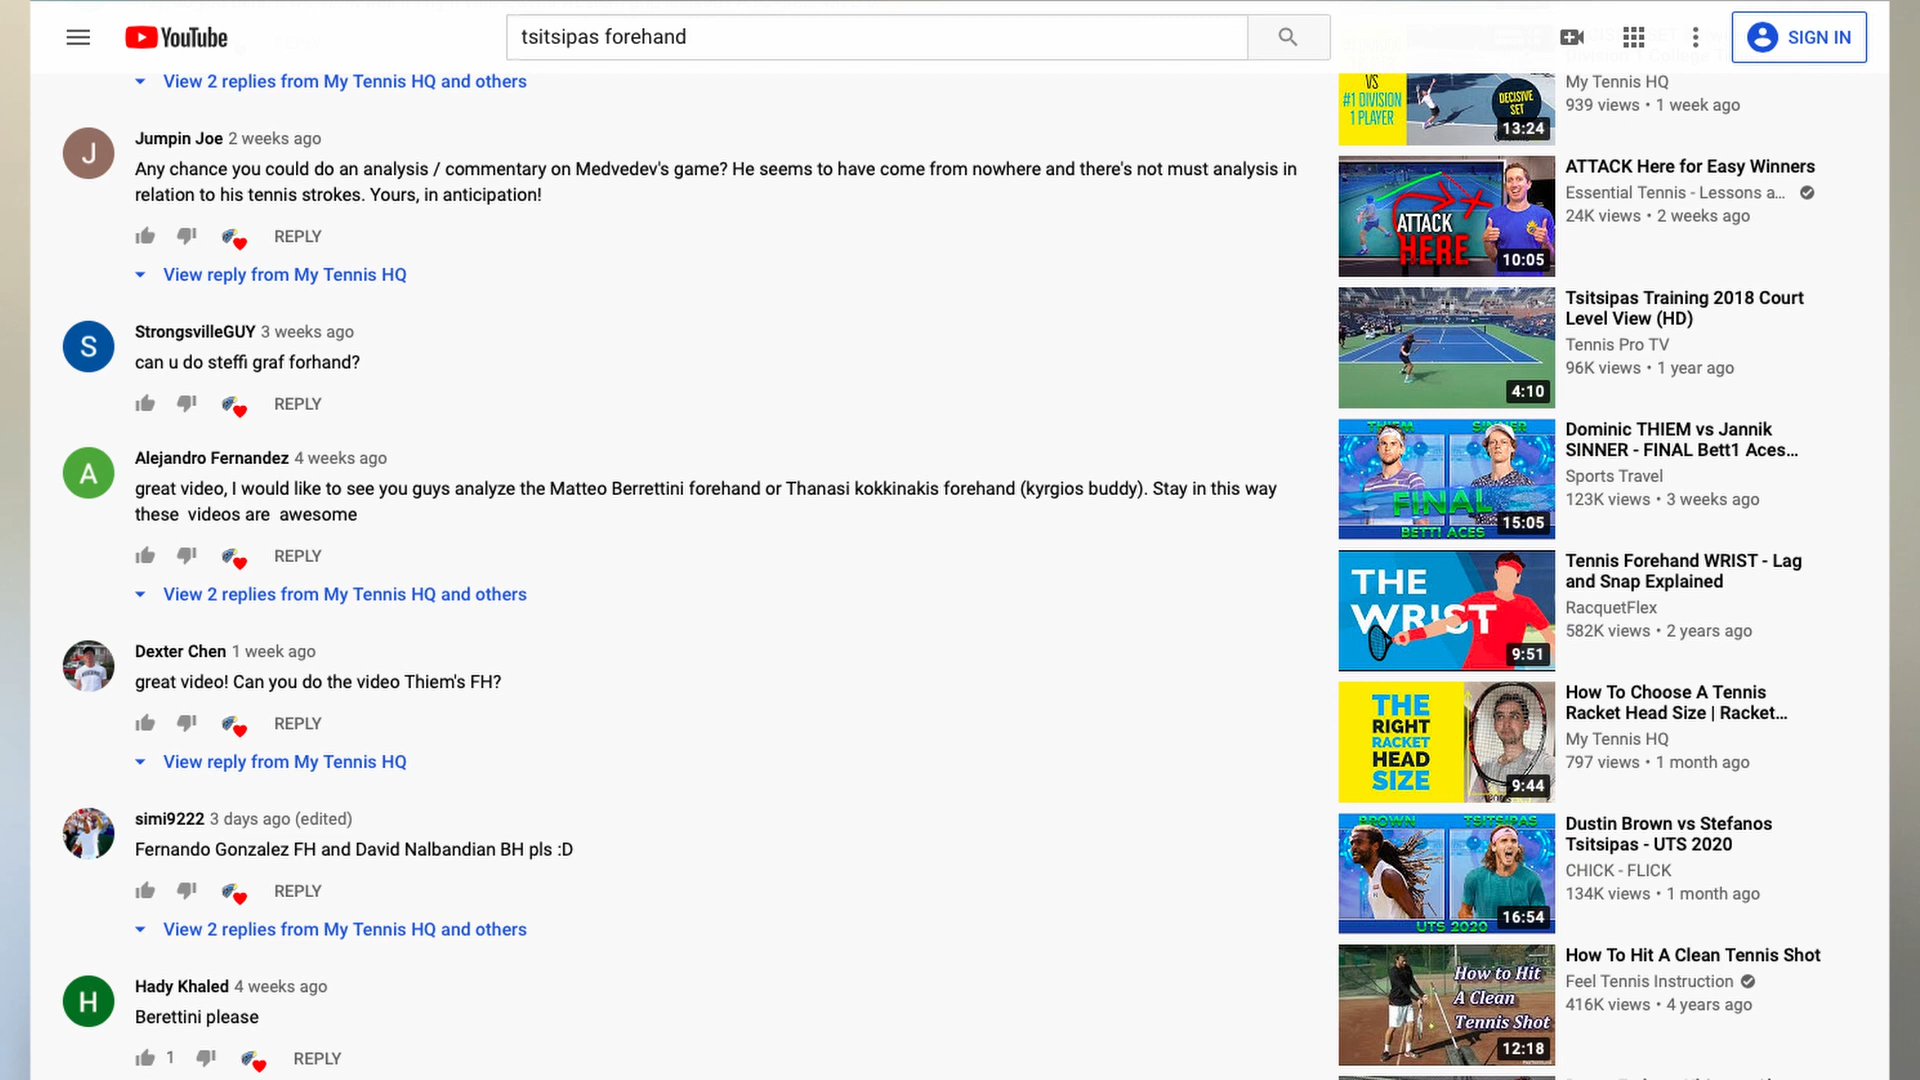 YouTube
tsitsipas forehand
SIGN IN
View 2 replies from My Tennis HQ and others
J
Jumpin Joe 2 weeks ago
Any chance you could do an analysis / commentary on Medvedev's game? He seems to have come from nowhere and there's not must analysis in
relation to his tennis strokes. Yours, in anticipation!
REPLY
View reply from My Tennis HQ
S
StrongsvilleGUY 3 weeks ago
can u do steffi graf forhand?
REPLY
A
Alejandro Fernandez 4 weeks ago
great video, I would like to see you guys analyze the Matteo Berrettini forehand or Thanasi kokkinakis forehand (kyrgios buddy). Stay in this way
these videos are awesome
REPLY
View 2 replies from My Tennis HQ and others
Dexter Chen 1 week ago
great video! Can you do the video Thiem's FH?
REPLY
View reply from My Tennis HQ
simi9222 3 days ago (edited)
Fernando Gonzalez FH and David Nalbandian BH pls :D
REPLY
View 2 replies from My Tennis HQ and others
H
Hady Khaled 4 weeks ago
Berettini please
1 REPLY
VS
#1 DIVISION
1 PLAYER
DECISIVE
SET
13:24
My Tennis HQ
939 views • 1 week ago
ATTACK
HERE
10:05
ATTACK Here for Easy Winners
Essential Tennis - Lessons a...
24K views • 2 weeks ago
4:10
Tsitsipas Training 2018 Court
Level View (HD)
Tennis Pro TV
96K views • 1 year ago
THIEM SINNER
FINAL
BETT1 ACES
15:05
Dominic THIEM vs Jannik
SINNER - FINAL Bett1 Aces...
Sports Travel
123K views • 3 weeks ago
THE
WRIST
9:51
Tennis Forehand WRIST - Lag
and Snap Explained
RacquetFlex
582K views • 2 years ago
THE
RIGHT
RACKET
HEAD
SIZE
9:44
How To Choose A Tennis
Racket Head Size | Racket...
My Tennis HQ
797 views • 1 month ago
BROWN TSITSIPAS
UTS 2020
16:54
Dustin Brown vs Stefanos
Tsitsipas - UTS 2020
CHICK - FLICK
134K views • 1 month ago
How to Hit
A Clean
Tennis Shot
12:18
How To Hit A Clean Tennis Shot
Feel Tennis Instruction
416K views • 4 years ago